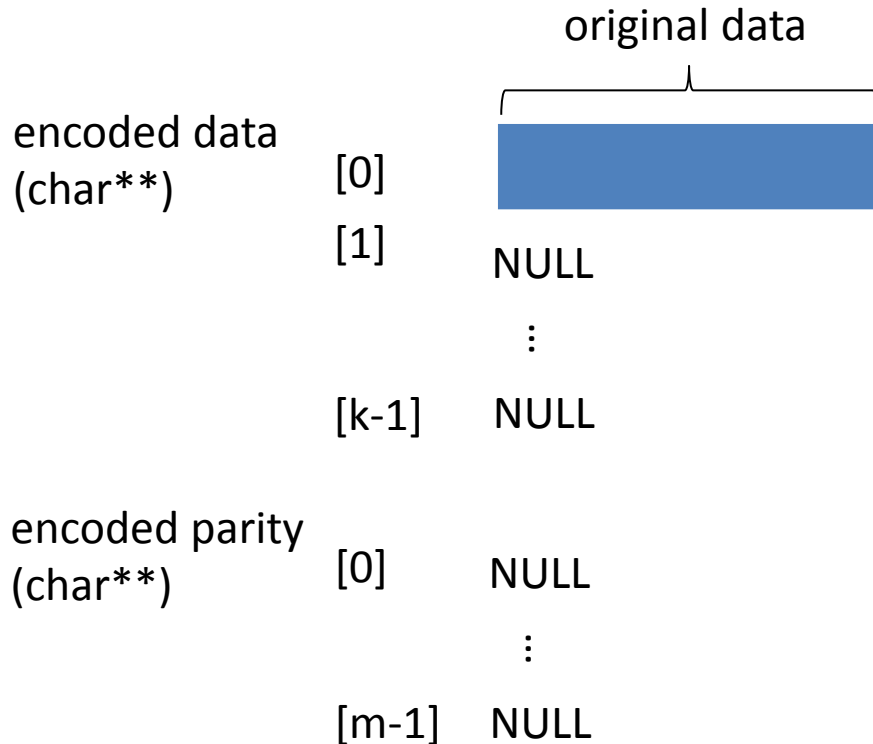 original data
encoded data
(char**)
[0]
[1]
NULL
⋮
[k-1]
NULL
encoded parity
(char**)
[0]
NULL
⋮
[m-1]
NULL